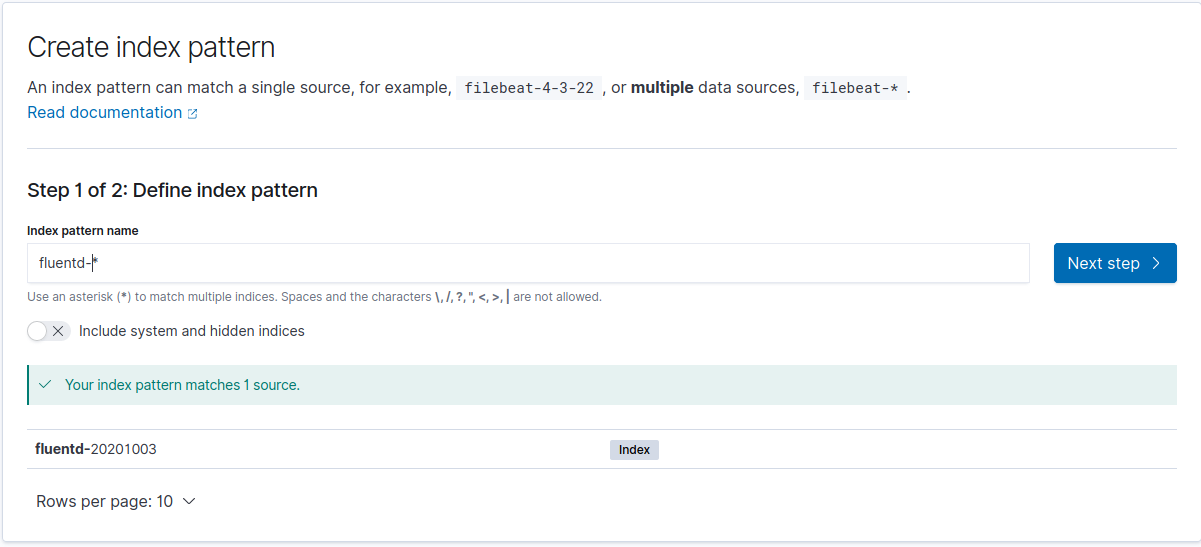 Create index pattern
An index pattern can match a single source, for example, filebeat-4-3-22 , or multiple data sources, filebeat-* .
Read documentation
Step 1 of 2: Define index pattern
Index pattern name
fluentd-*
Next step
Use an asterisk (*) to match multiple indices. Spaces and the characters \, /, ?, ", <, >, | are not allowed.
Include system and hidden indices
Your index pattern matches 1 source.
fluentd-20201003 Index
Rows per page: 10